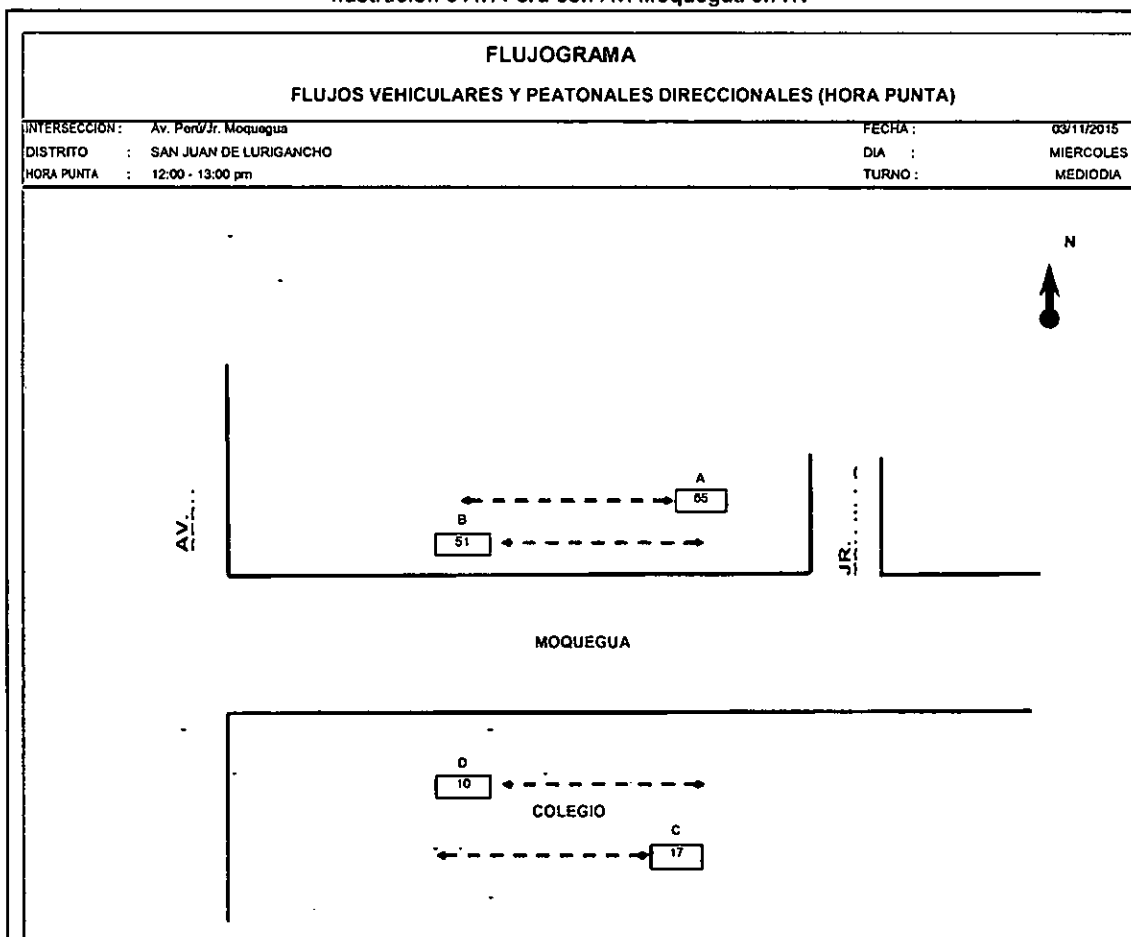 FLUJOGRAMA
FLUJOS VEHICULARES Y PEATONALES DIRECCIONALES (HORA PUNTA)
INTERSECCION : Av. Perú/Jr. Moquegua FECHA : 03/11/2015
DISTRITO : SAN JUAN DE LURIGANCHO DIA : MIERCOLES
HORA PUNTA : 12:00 - 13:00 pm TURNO : MEDIODIA
N
A
65
B
51
AV.
JR.
MOQUEGUA
D
10
COLEGIO
C
17